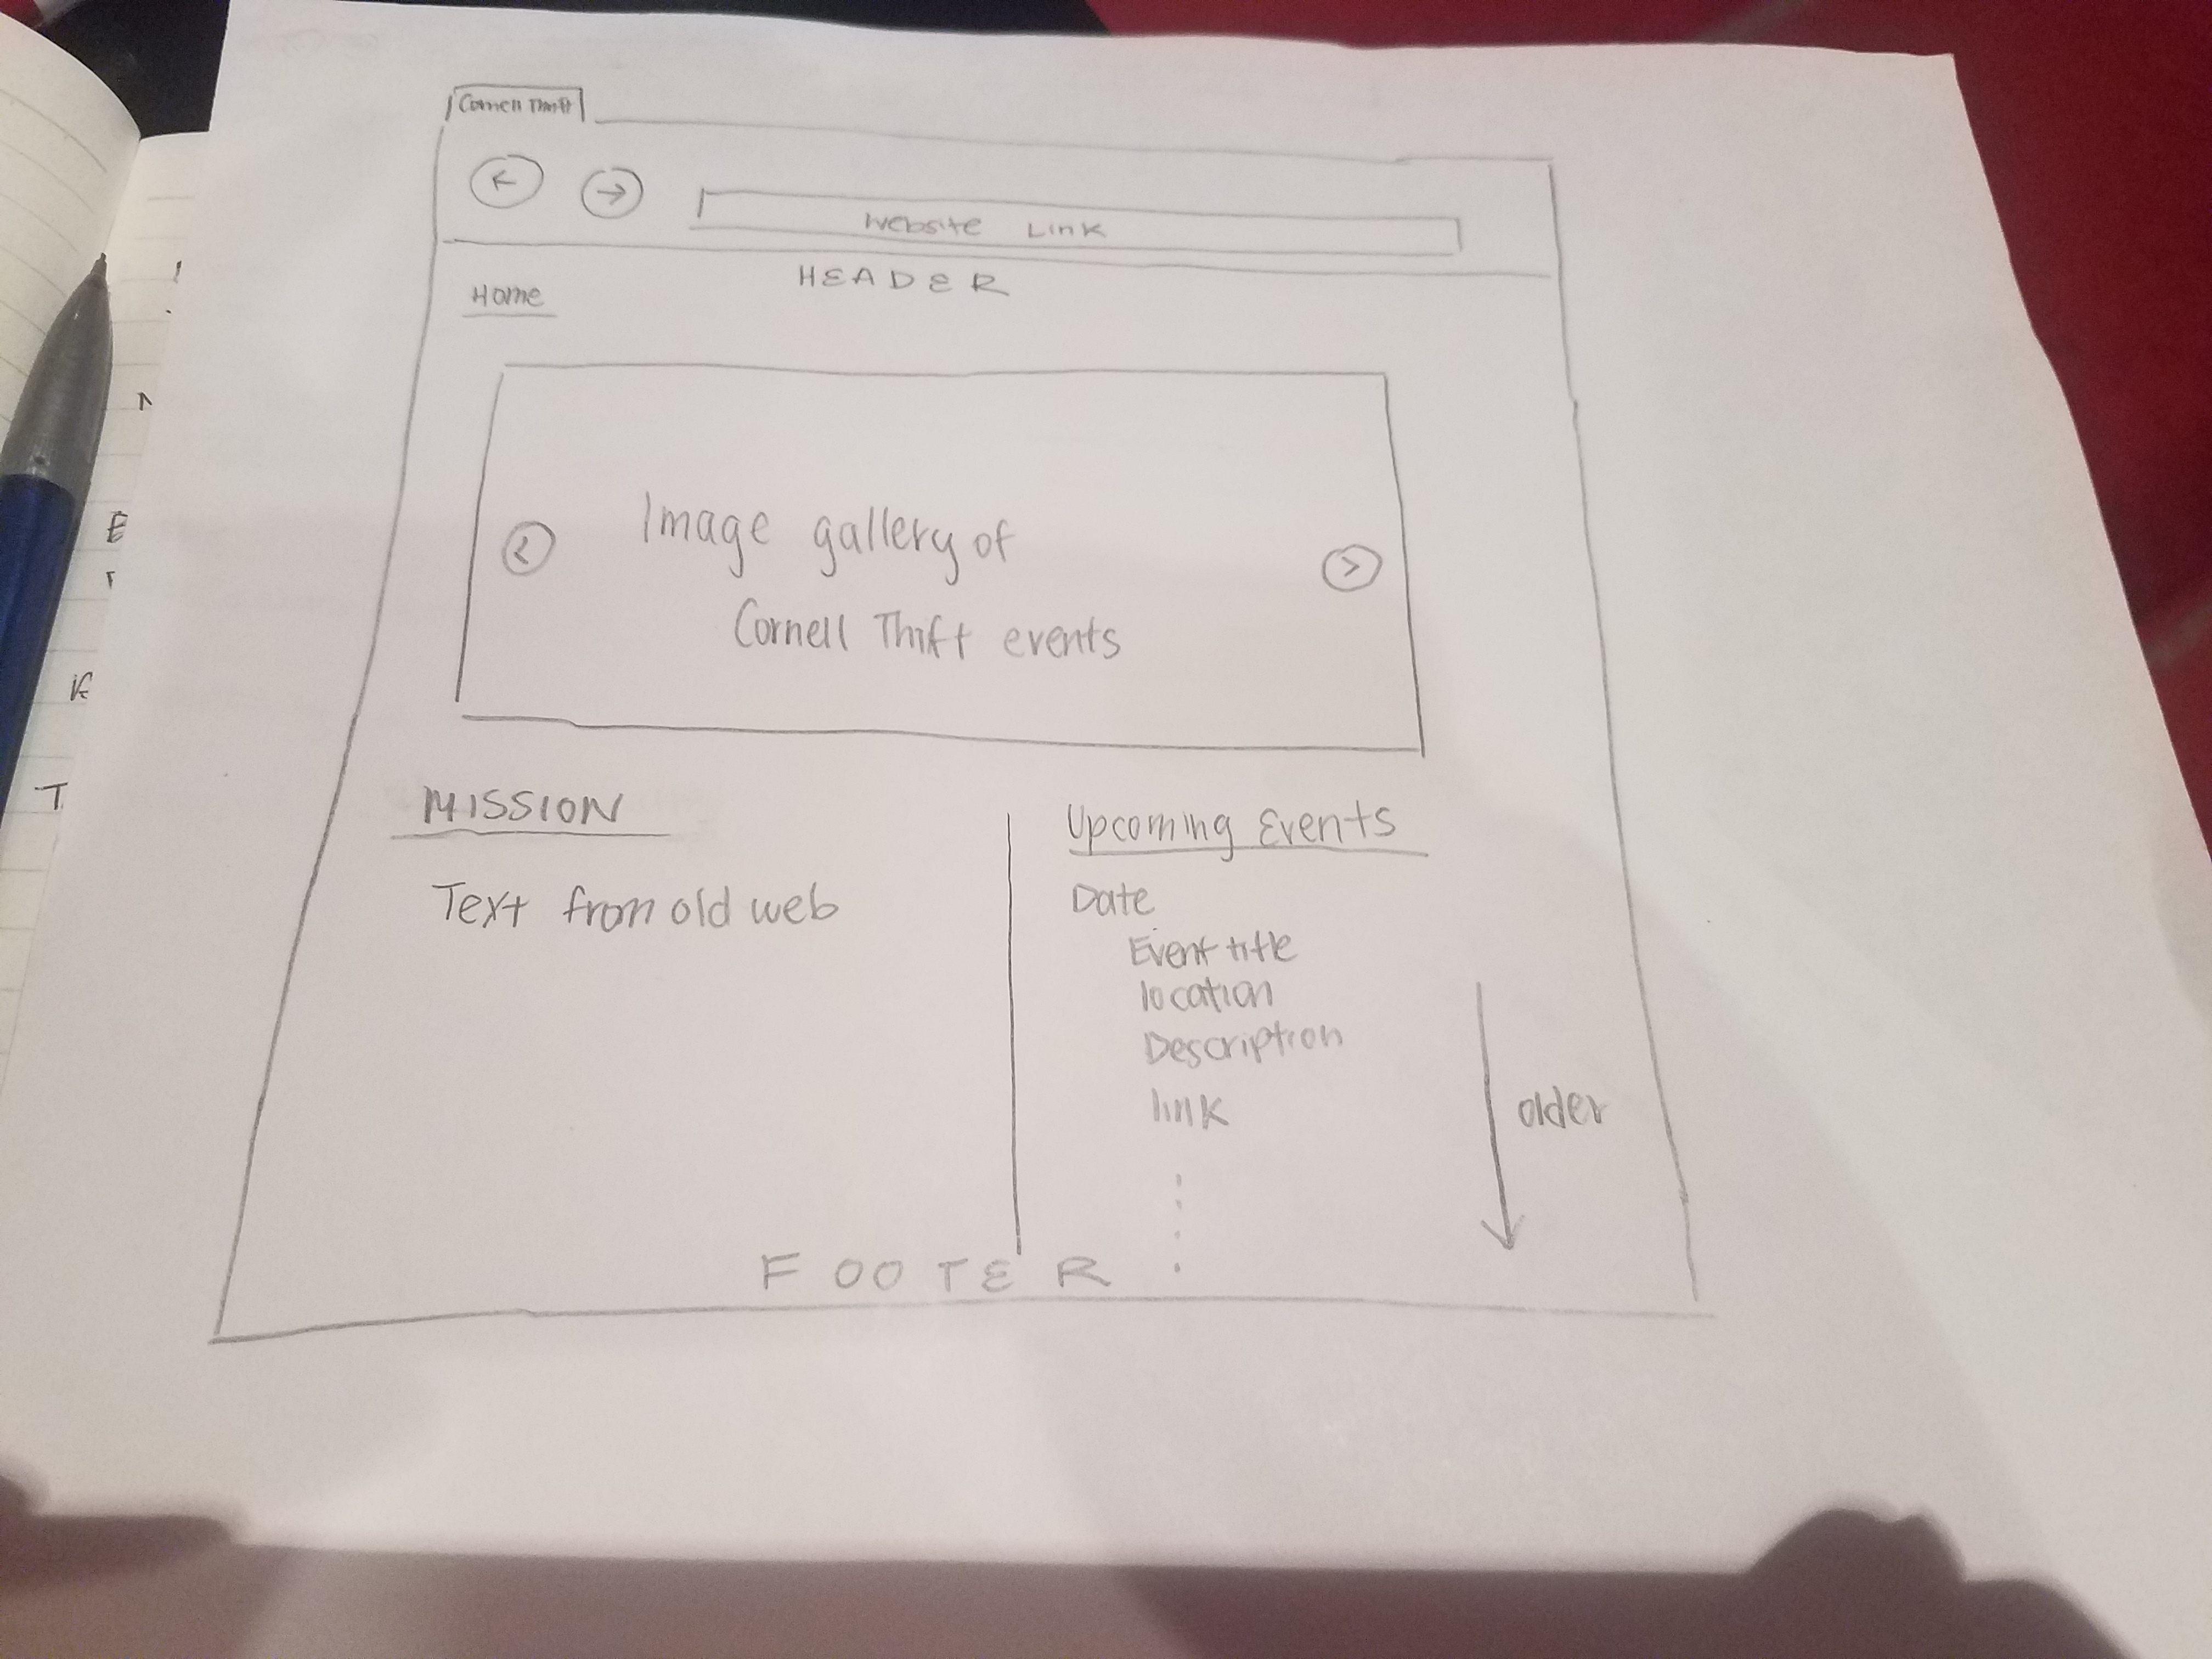 Cornell Thrift
Website Link
HEADER
Home
Image gallery of
Cornell Thrift events
MISSION
Text from old web
Upcoming Events
Date
Event title
location
Description
link
older
FOOTER
E
K
T